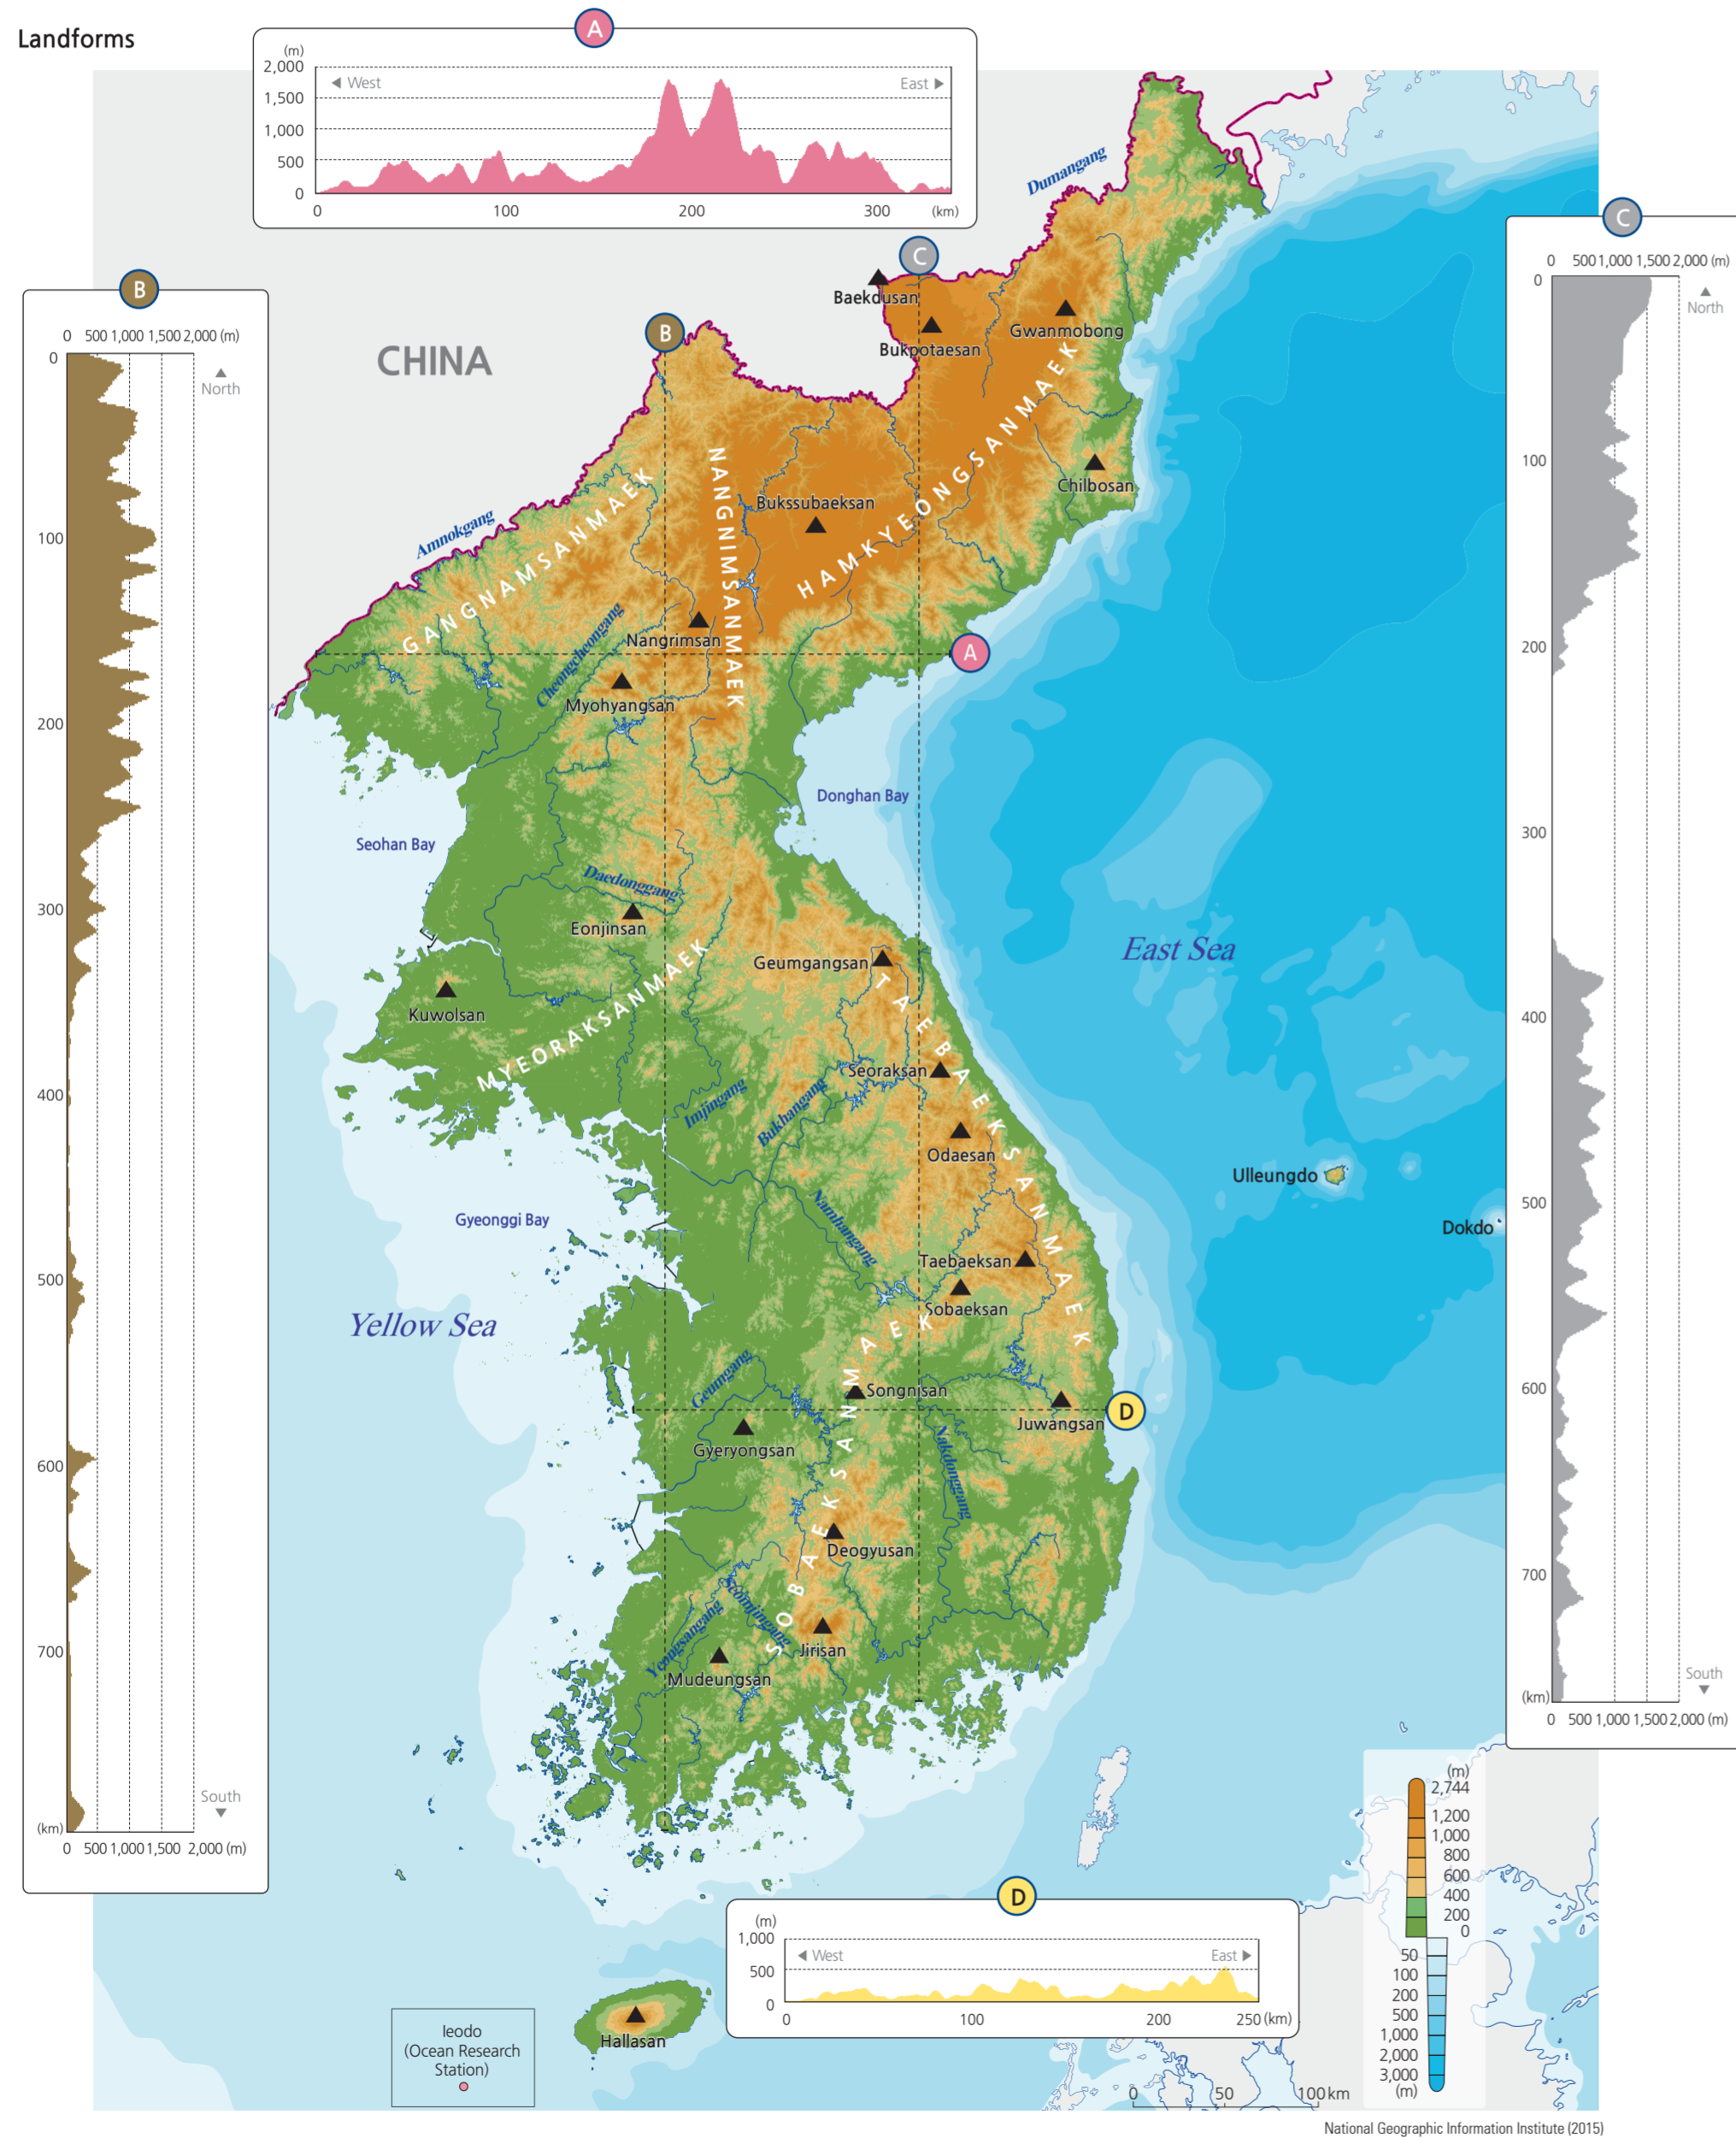 Landforms
A
(m)
2,000
1,500
1,000
500
0
◀ West
East ▶
0
100
200
300
(km)
B
0 500 1,000 1,500 2,000 (m)
0
▲
North
100
200
300
400
500
600
700
South
▼
(km)
0 500 1,000 1,500 2,000 (m)
C
0 500 1,000 1,500 2,000 (m)
0
▲
North
100
200
300
400
500
600
700
South
▼
(km)
0 500 1,000 1,500 2,000 (m)
CHINA
Dumangang
C
Baekdusan
Bukpotaesan
Gwanmobong
B
Chilbosan
Bukssubaeksan
Amnokgang
GANGNAMSANMAEK
NANGNIMSANMAEK
HAMKYEONGSANMAEK
Nangrimsan
Cheongcheongang
A
Myohyangsan
Donghan Bay
Seohan Bay
Daedonggang
Eonjinsan
Geumgangsan
East Sea
Kuwolsan
MYEORAKSANMAEK
TAEBAEKSANMAEK
Seoraksan
Imjingang
Bukhangang
Odaesan
Ulleungdo
Dokdo
Gyeonggi Bay
Namhangang
Taebaeksan
Sobaeksan
Yellow Sea
SOBAEKSANMAEK
Geumgang
Songnisan
Juwangsan
D
Gyeryongsan
Nakdonggang
Deogyusan
Seomjingang
Yeongsangang
Jirisan
Mudeungsan
D
(m)
1,000
500
0
◀ West
East ▶
0
100
200
250 (km)
Hallasan
Ieodo
(Ocean Research
Station)
(m)
2,744
1,200
1,000
800
600
400
200
0
50
100
200
500
1,000
2,000
3,000
(m)
0 50 100 km
National Geographic Information Institute (2015)